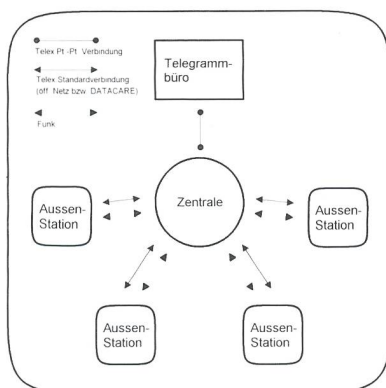 Telex Pt.-Pt. Verbindung
Telex Standardverbindung
(öff. Netz bzw. DATACARE)
Funk
Telegramm-
büro
Zentrale
Aussen-
Station
Aussen-
Station
Aussen-
Station
Aussen-
Station